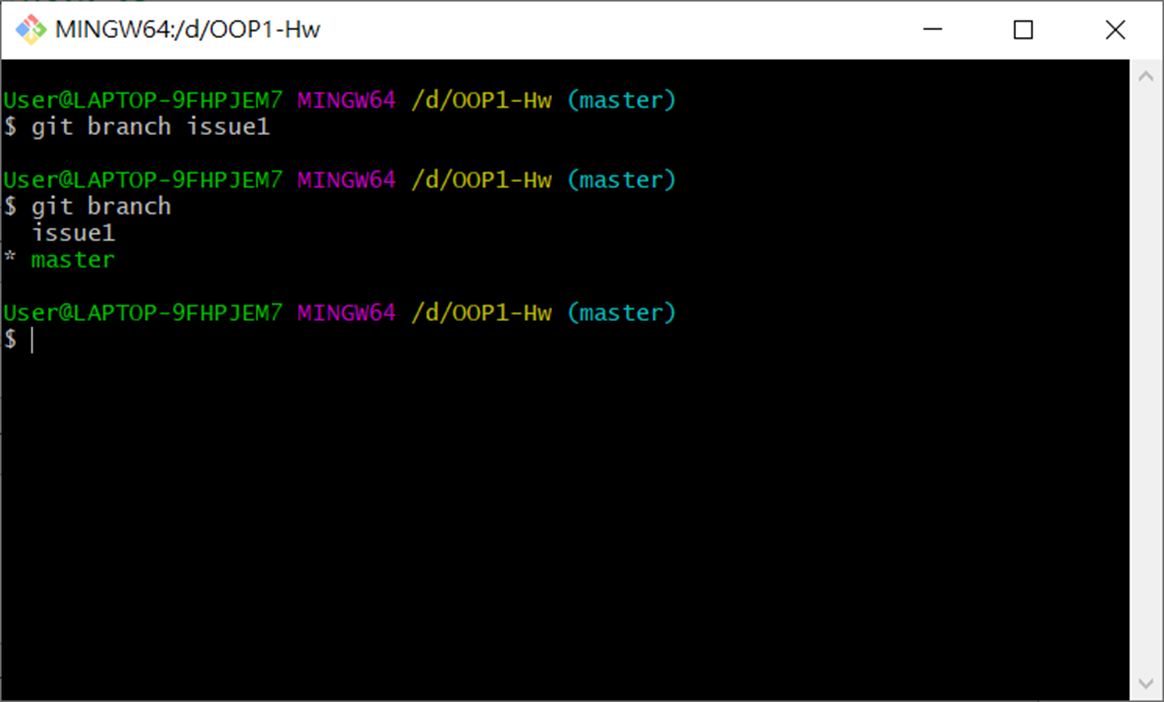 MINGW64:/d/OOP1-Hw
User@LAPTOP-9FHPJEM7 MINGW64 /d/OOP1-Hw (master)
$ git branch issue1
User@LAPTOP-9FHPJEM7 MINGW64 /d/OOP1-Hw (master)
$ git branch
issue1
* master
User@LAPTOP-9FHPJEM7 MINGW64 /d/OOP1-Hw (master)
$